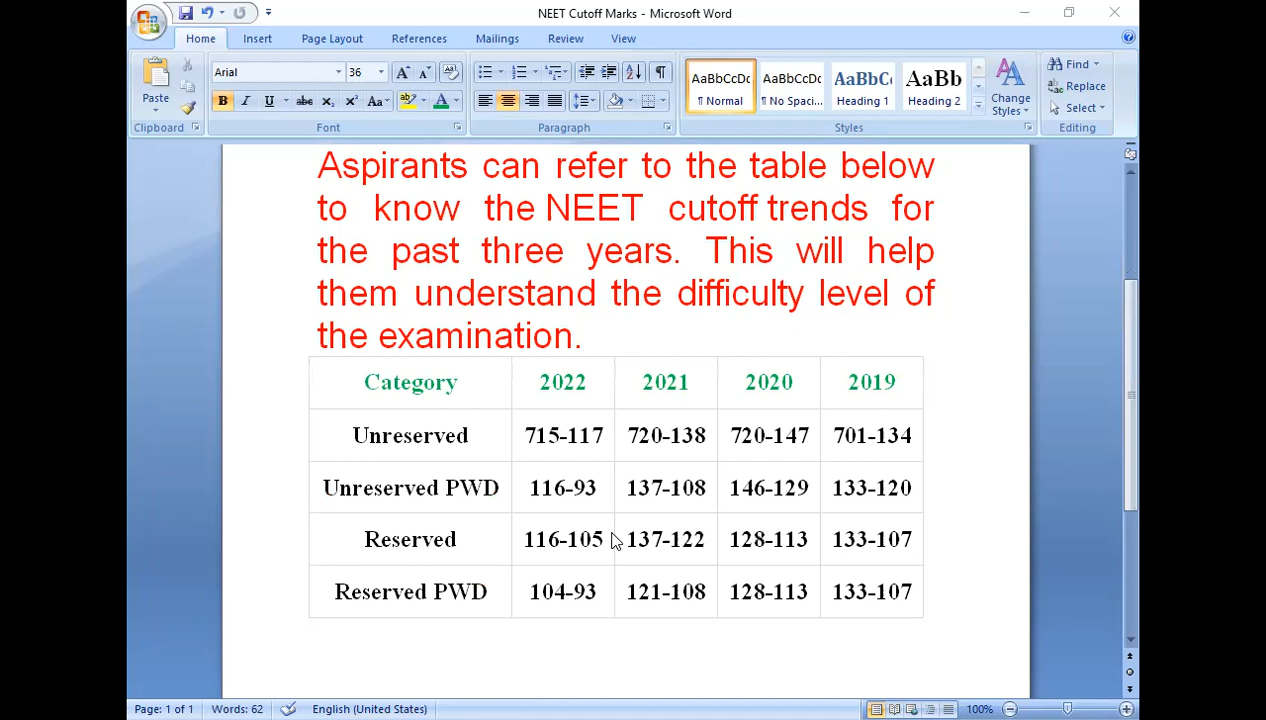 NEET Cutoff Marks - Microsoft Word
Home Insert Page Layout References Mailings Review View
Paste
Clipboard
Arial 36
B I U abc X₂ X² Aa
Font
Paragraph
AaBbCcDc AaBbCcDc AaBbCc AaBb
¶ Normal ¶ No Spaci... Heading 1 Heading 2
Change Styles
Styles
Find
Replace
Select
Editing
Aspirants can refer to the table below
to know the NEET cutoff trends for
the past three years. This will help
them understand the difficulty level of
the examination.
Category 2022 2021 2020 2019
Unreserved 715-117 720-138 720-147 701-134
Unreserved PWD 116-93 137-108 146-129 133-120
Reserved 116-105 137-122 128-113 133-107
Reserved PWD 104-93 121-108 128-113 133-107
Page: 1 of 1 Words: 62 English (United States) 100%